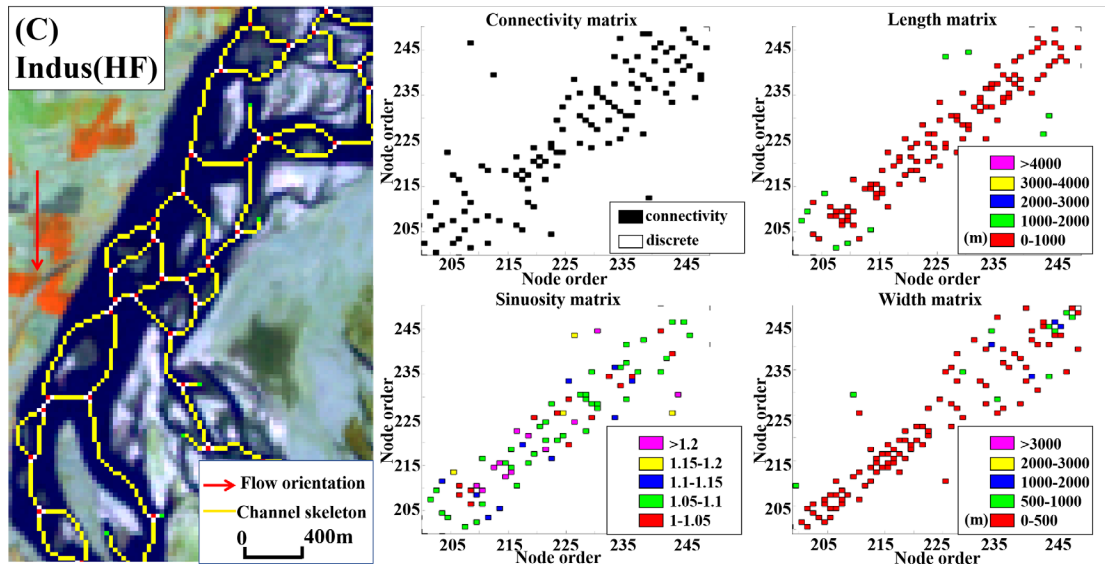 (C)
Indus(HF)
Flow orientation
Channel skeleton
0 400m
Connectivity matrix
Node order
245
235
225
215
205
connectivity
discrete
205 215 225 235 245
Node order
Length matrix
Node order
245
235
225
215
205
>4000
3000-4000
2000-3000
1000-2000
(m) 0-1000
205 215 225 235 245
Node order
Sinuosity matrix
Node order
245
235
225
215
205
>1.2
1.15-1.2
1.1-1.15
1.05-1.1
1-1.05
205 215 225 235 245
Node order
Width matrix
Node order
245
235
225
215
205
>3000
2000-3000
1000-2000
500-1000
(m) 0-500
205 215 225 235 245
Node order